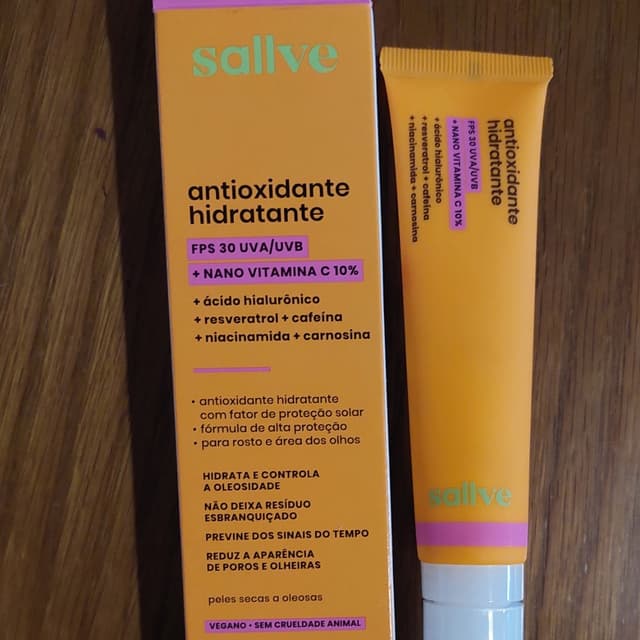 sallve
antioxidante
hidratante
FPS 30 UVA/UVB
+ NANO VITAMINA C 10%
+ ácido hialurônico
+ resveratrol + cafeína
+ niacinamida + carnosina
• antioxidante hidratante
com fator de proteção solar
• fórmula de alta proteção
• para rosto e área dos olhos
HIDRATA E CONTROLA
A OLEOSIDADE
NÃO DEIXA RESÍDUO
ESBRANQUIÇADO
PREVINE DOS SINAIS DO TEMPO
REDUZ A APARÊNCIA
DE POROS E OLHEIRAS
peles secas a oleosas
VEGANO • SEM CRUELDADE ANIMAL
antioxidante
hidratante
FPS 30 UVA/UVB
+ NANO VITAMINA C 10%
+ ácido hialurônico
+ resveratrol + cafeína
+ niacinamida + carnosina
sallve